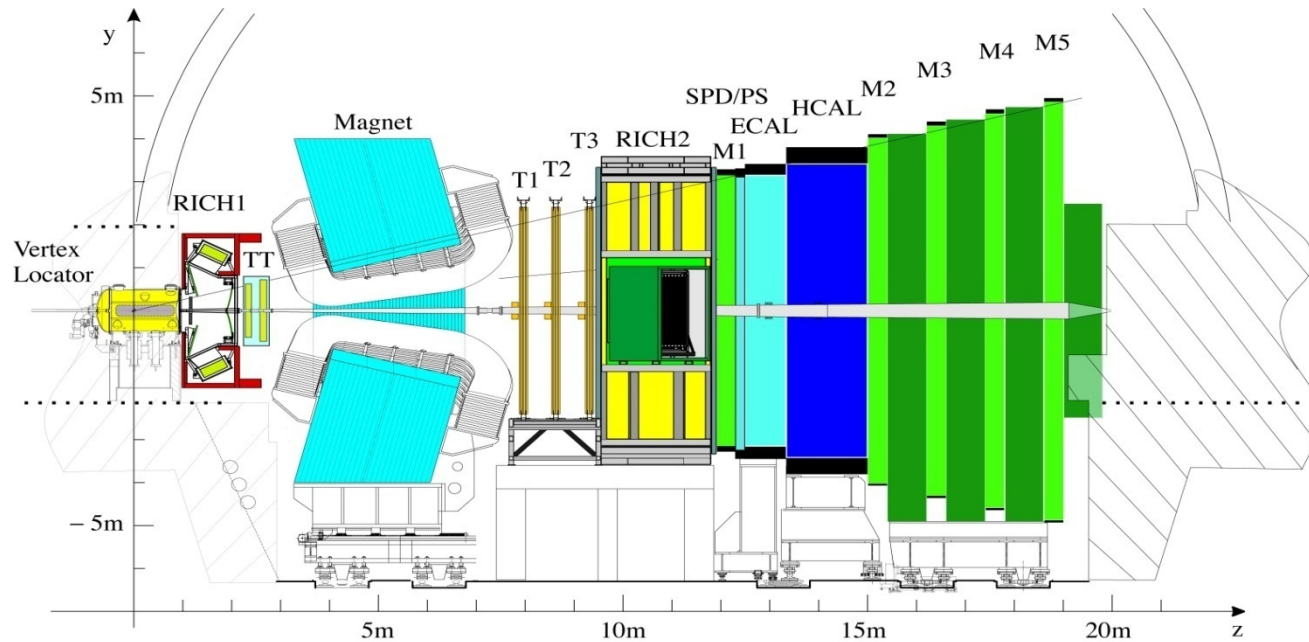 y
5m
Magnet
RICH1
TT
Vertex
Locator
T1
T2
T3
RICH2
M1
SPD/PS
ECAL
HCAL
M2
M3
M4
M5
− 5m
5m
10m
15m
20m
z